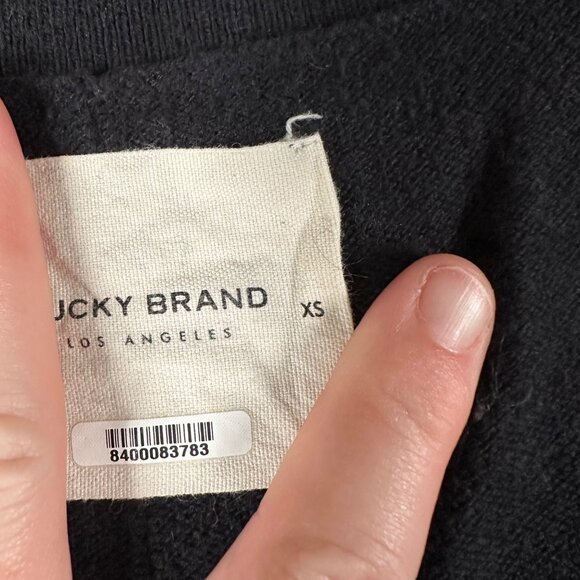 UCKY BRAND
LOS ANGELES
XS
8400083783